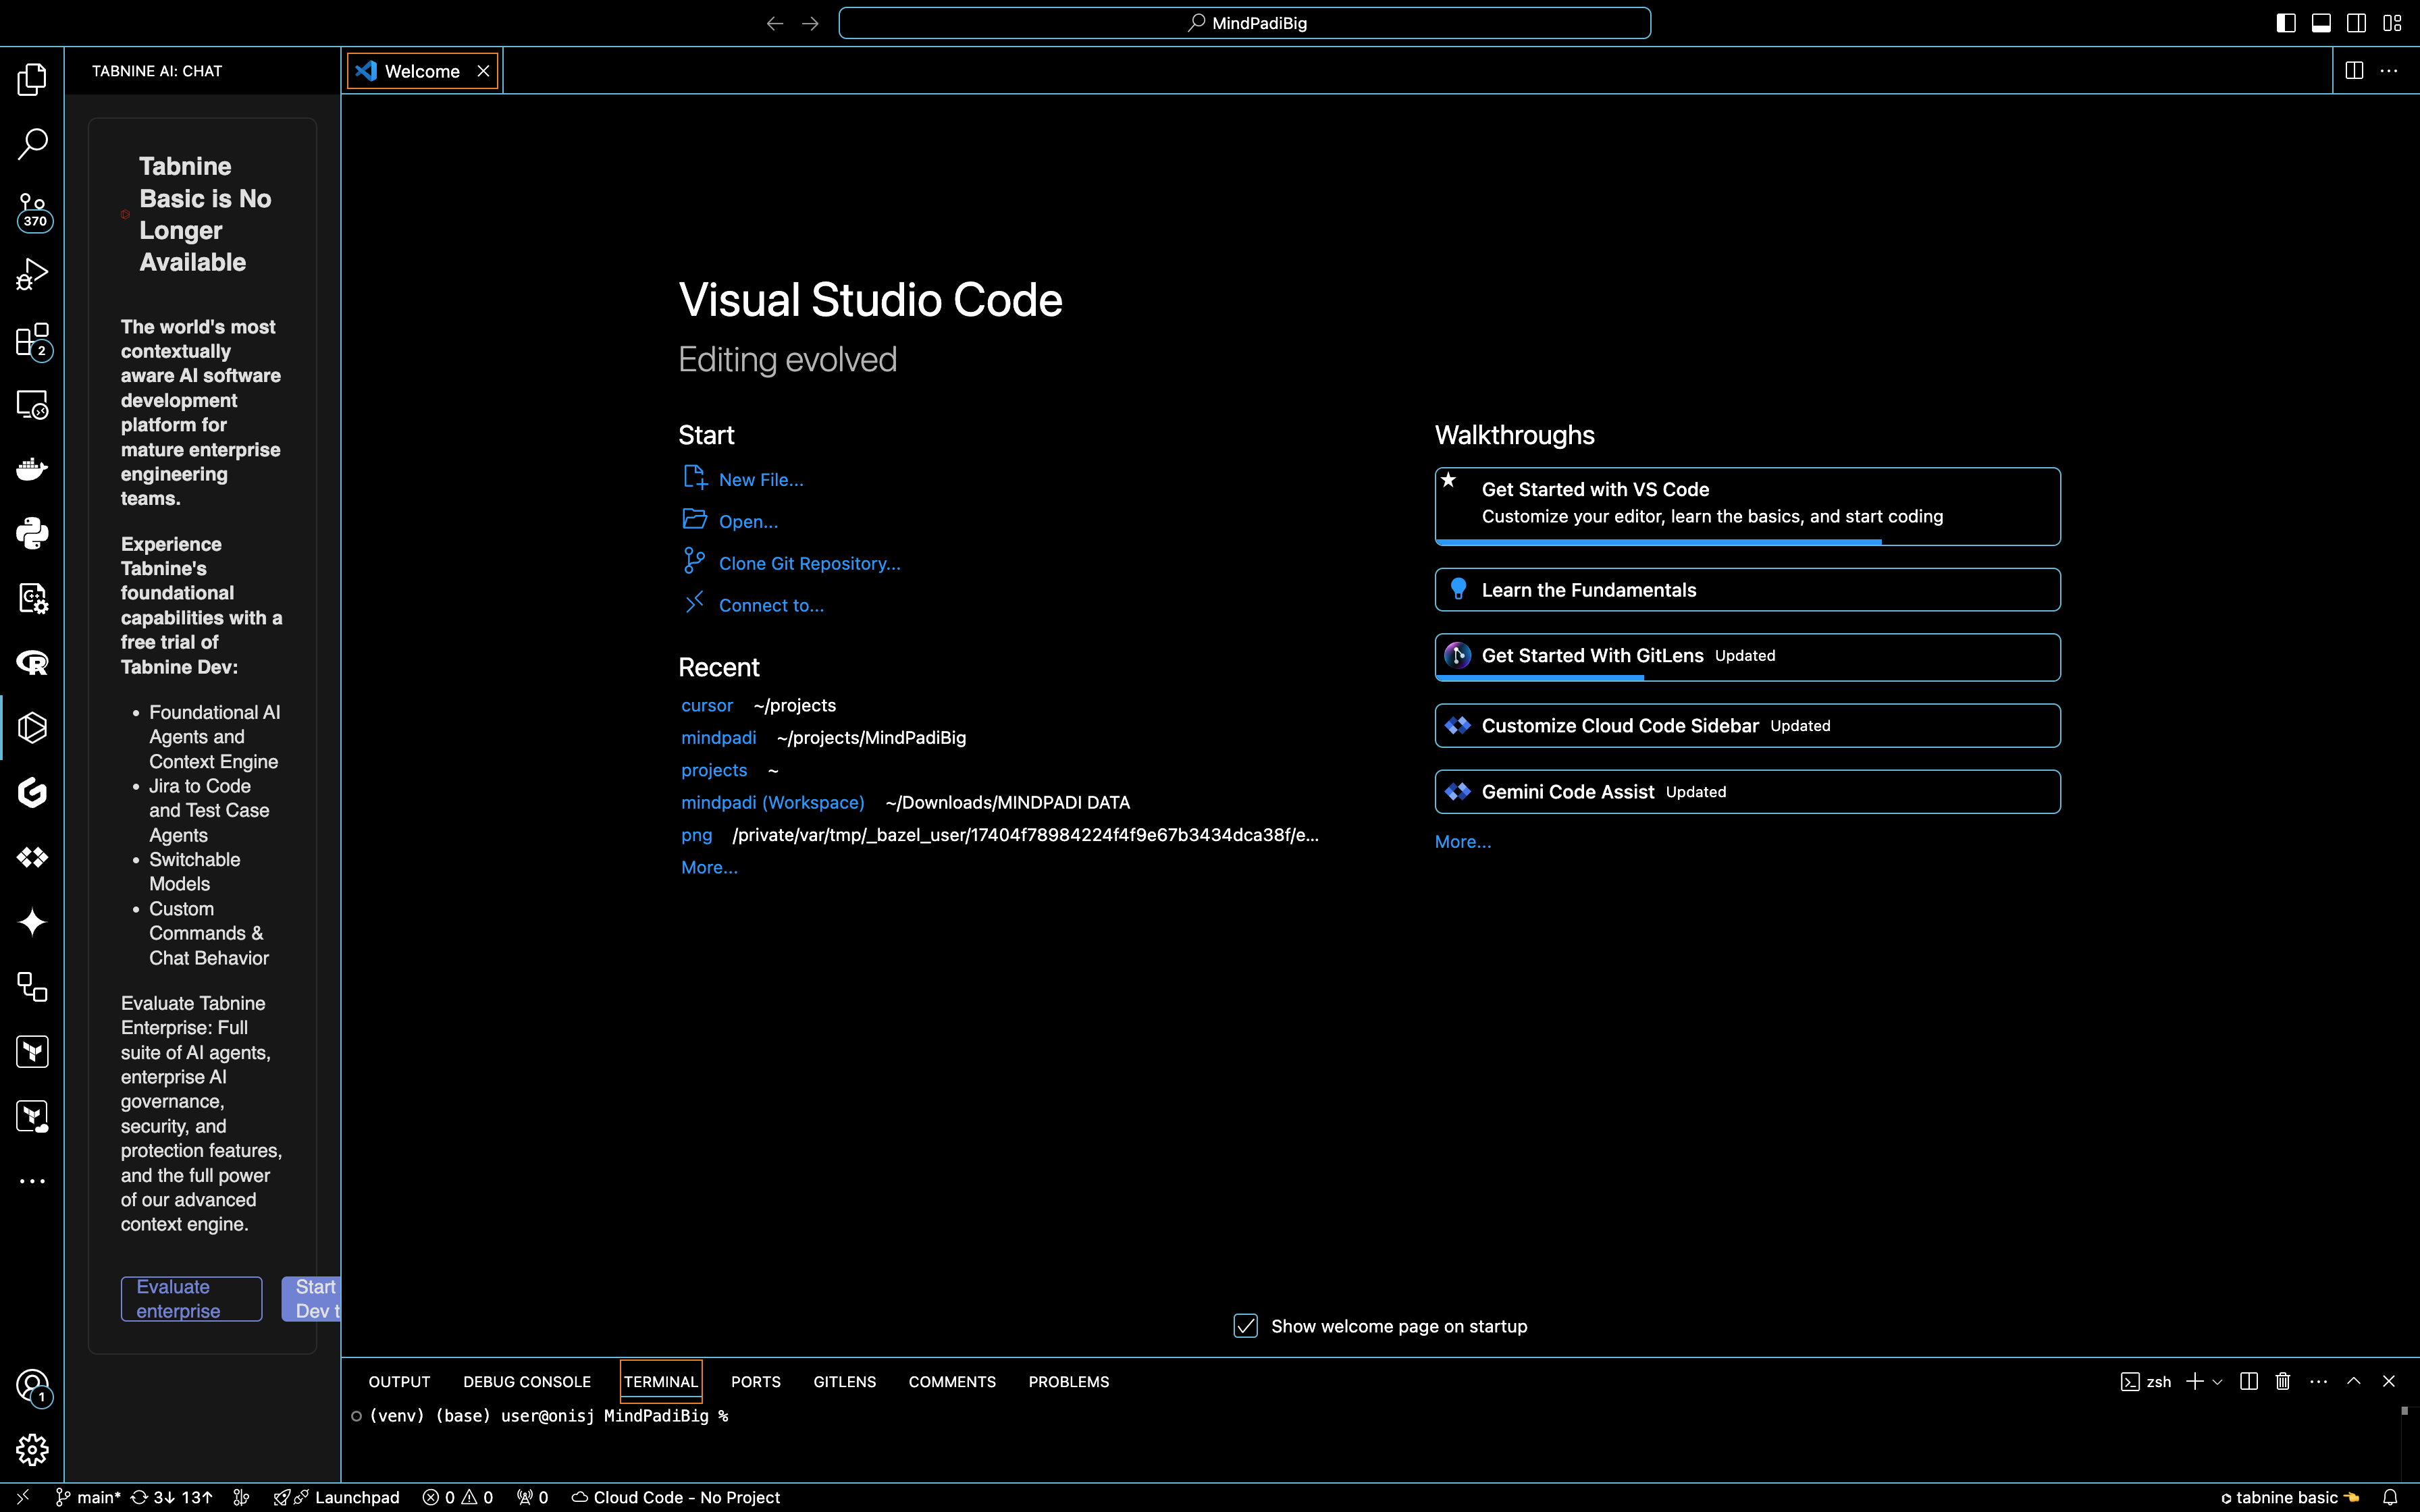 MindPadiBig
TABNINE AI: CHAT
Welcome
370
2
Tabnine
Basic is No
Longer
Available
The world's most
contextually
aware AI software
development
platform for
mature enterprise
engineering
teams.
Experience
Tabnine's
foundational
capabilities with a
free trial of
Tabnine Dev:
• Foundational AI
Agents and
Context Engine
• Jira to Code
and Test Case
Agents
• Switchable
Models
• Custom
Commands &
Chat Behavior
Evaluate Tabnine
Enterprise: Full
suite of AI agents,
enterprise AI
governance,
security, and
protection features,
and the full power
of our advanced
context engine.
Evaluate
enterprise
Start
Dev t
1
Visual Studio Code
Editing evolved
Start
New File...
Open...
Clone Git Repository...
Connect to...
Recent
cursor ~/projects
mindpadi ~/projects/MindPadiBig
projects ~
mindpadi (Workspace) ~/Downloads/MINDPADI DATA
png /private/var/tmp/_bazel_user/17404f78984224f4f9e67b3434dca38f/e...
More...
Walkthroughs
Get Started with VS Code
Customize your editor, learn the basics, and start coding
Learn the Fundamentals
Get Started With GitLens Updated
Customize Cloud Code Sidebar Updated
Gemini Code Assist Updated
More...
Show welcome page on startup
OUTPUT DEBUG CONSOLE TERMINAL PORTS GITLENS COMMENTS PROBLEMS
zsh
(venv) (base) user@onisj MindPadiBig %
main* 3↓ 13↑ Launchpad 0 0 0 Cloud Code - No Project
tabnine basic